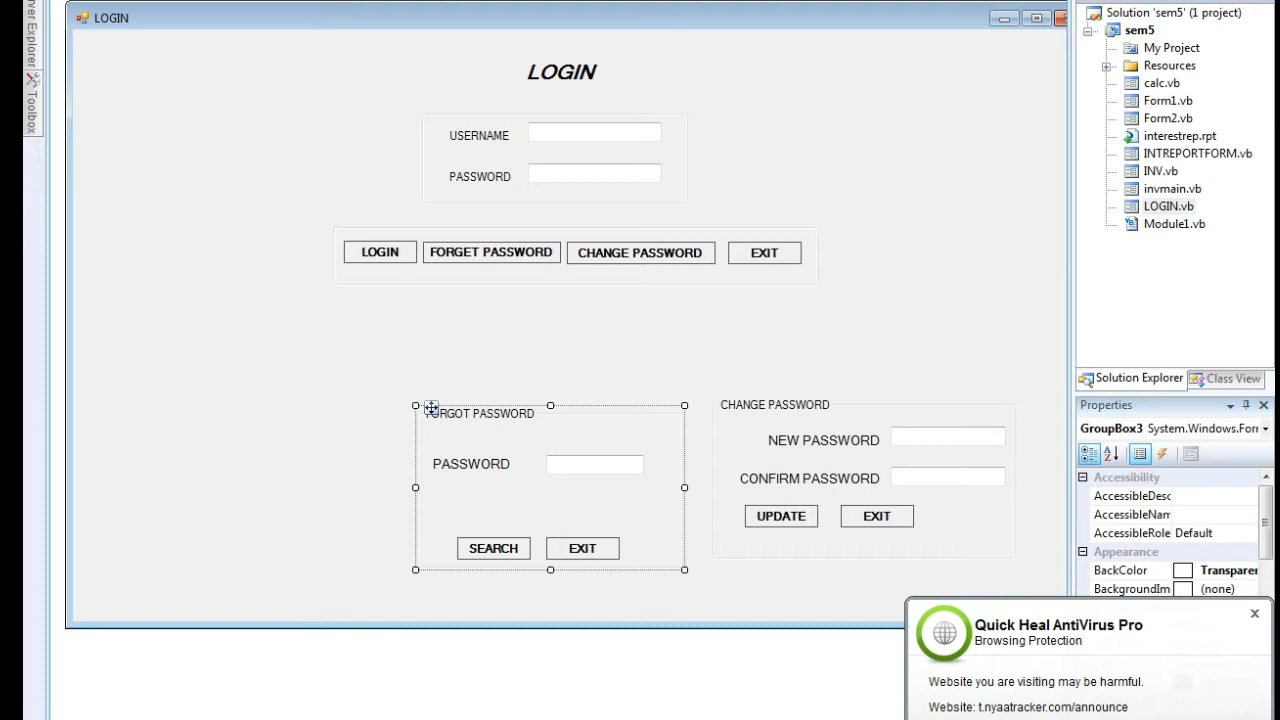 LOGIN
LOGIN
USERNAME
PASSWORD
LOGIN
FORGET PASSWORD
CHANGE PASSWORD
EXIT
ORGOT PASSWORD
PASSWORD
SEARCH
EXIT
CHANGE PASSWORD
NEW PASSWORD
CONFIRM PASSWORD
UPDATE
EXIT
ver Explorer
Toolbox
Solution 'sem5' (1 project)
sem5
My Project
Resources
calc.vb
Form1.vb
Form2.vb
interestrep.rpt
INTREPORTFORM.vb
INV.vb
invmain.vb
LOGIN.vb
Module1.vb
Solution Explorer
Class View
Properties
GroupBox3 System.Windows.Forr
Accessibility
AccessibleDesc
AccessibleNam
AccessibleRole Default
Appearance
BackColor Transparer
BackgroundIm (none)
Quick Heal AntiVirus Pro
Browsing Protection
Website you are visiting may be harmful.
Website: t.nyaatracker.com/announce